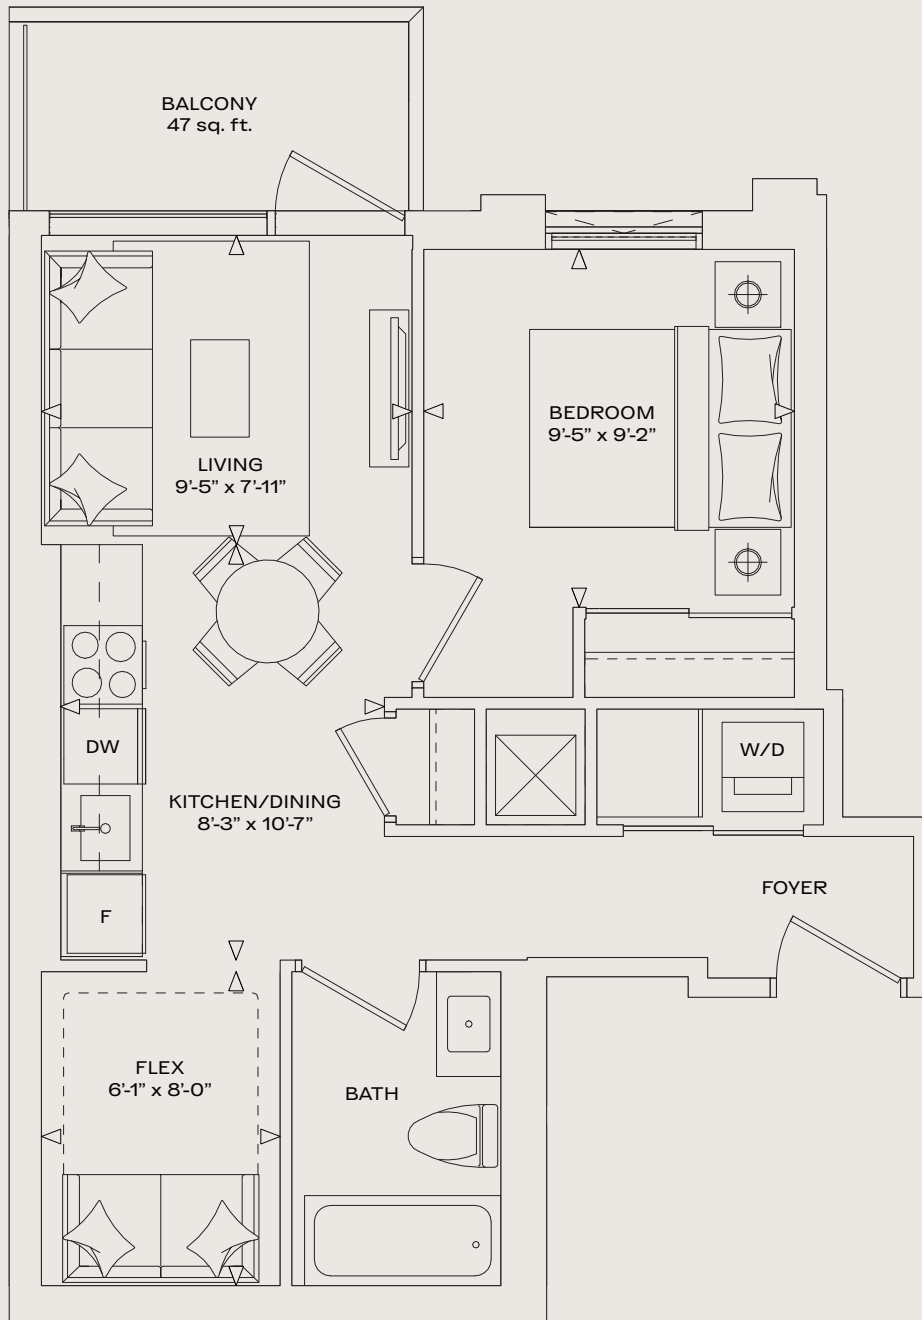 BALCONY
47 sq. ft.
BEDROOM
9’-5” x 9’-2”
LIVING
9’-5” x 7’-11”
DW
W/D
KITCHEN/DINING
8’-3” x 10’-7”
FOYER
F
FLEX
6’-1” x 8’-0”
BATH